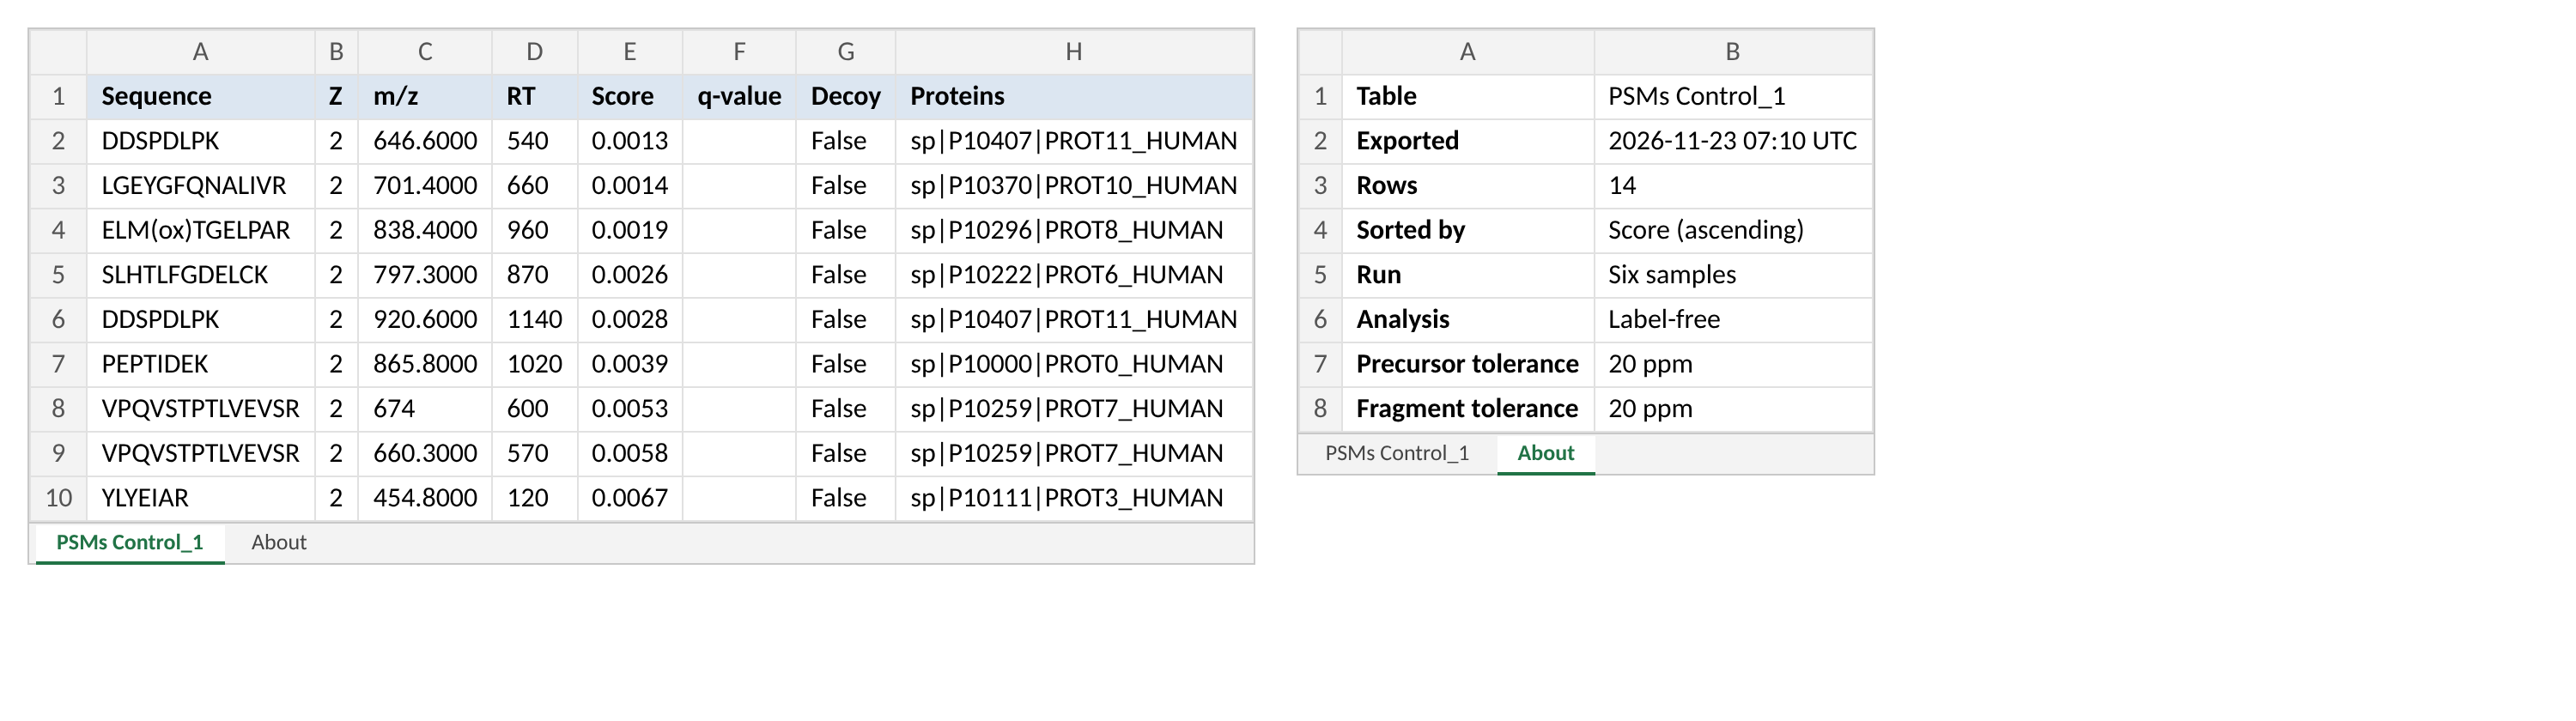 A B C D E F G H
1 Sequence Z m/z RT Score q-value Decoy Proteins
2 DDSPDLPK 2 646.6000 540 0.0013 False sp|P10407|PROT11_HUMAN
3 LGEYGFQNALIVR 2 701.4000 660 0.0014 False sp|P10370|PROT10_HUMAN
4 ELM(ox)TGELPAR 2 838.4000 960 0.0019 False sp|P10296|PROT8_HUMAN
5 SLHTLFGDELCK 2 797.3000 870 0.0026 False sp|P10222|PROT6_HUMAN
6 DDSPDLPK 2 920.6000 1140 0.0028 False sp|P10407|PROT11_HUMAN
7 PEPTIDEK 2 865.8000 1020 0.0039 False sp|P10000|PROT0_HUMAN
8 VPQVSTPTLVEVSR 2 674 600 0.0053 False sp|P10259|PROT7_HUMAN
9 VPQVSTPTLVEVSR 2 660.3000 570 0.0058 False sp|P10259|PROT7_HUMAN
10 YLYEIAR 2 454.8000 120 0.0067 False sp|P10111|PROT3_HUMAN
PSMs Control_1 About
A B
1 Table PSMs Control_1
2 Exported 2026-11-23 07:10 UTC
3 Rows 14
4 Sorted by Score (ascending)
5 Run Six samples
6 Analysis Label-free
7 Precursor tolerance 20 ppm
8 Fragment tolerance 20 ppm
PSMs Control_1 About